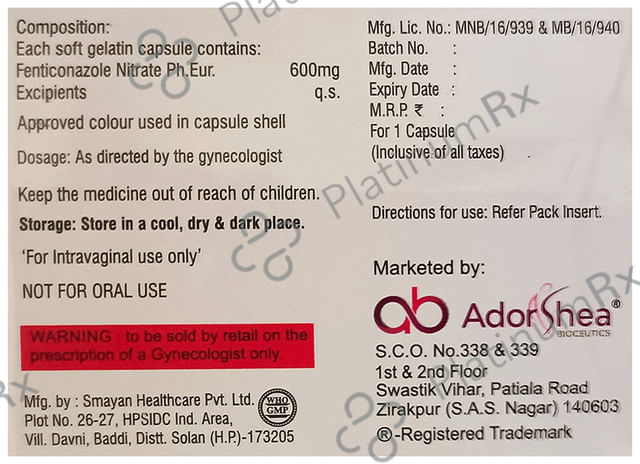 Composition:
Each soft gelatin capsule contains:
Fenticonazole Nitrate Ph.Eur. 600mg
Excipients q.s.
Approved colour used in capsule shell
Dosage: As directed by the gynecologist
Keep the medicine out of reach of children.
Storage: Store in a cool, dry & dark place.
'For Intravaginal use only'
NOT FOR ORAL USE
WARNING : to be sold by retail on the
prescription of a Gynecologist only.
Mfg. by : Smayan Healthcare Pvt. Ltd.
Plot No. 26-27, HPSIDC Ind. Area,
Vill. Davni, Baddi, Distt. Solan (H.P.)-173205
WHO
GMP
Mfg. Lic. No.: MNB/16/939 & MB/16/940
Batch No. :
Mfg. Date :
Expiry Date :
M.R.P. ₹ :
For 1 Capsule
(Inclusive of all taxes)
Directions for use: Refer Pack Insert.
Marketed by:
ab AdorShea®
BIOCEUTICS
S.C.O. No.338 & 339
1st & 2nd Floor
Swastik Vihar, Patiala Road
Zirakpur (S.A.S. Nagar) 140603
®-Registered Trademark
PlatinumRx
PlatinumRx
PlatinumRx
Rx